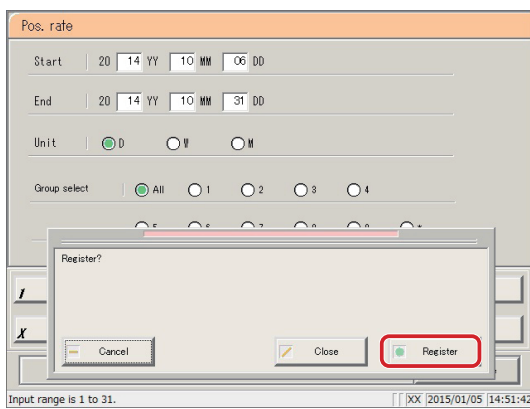 Pos. rate
Start 20 14 YY 10 MM 06 DD
End 20 14 YY 10 MM 31 DD
Unit D W M
Group select All 1 2 3 4
Register?
1
X
Cancel Close Register
Input range is 1 to 31. XX 2015/01/05 14:51:42